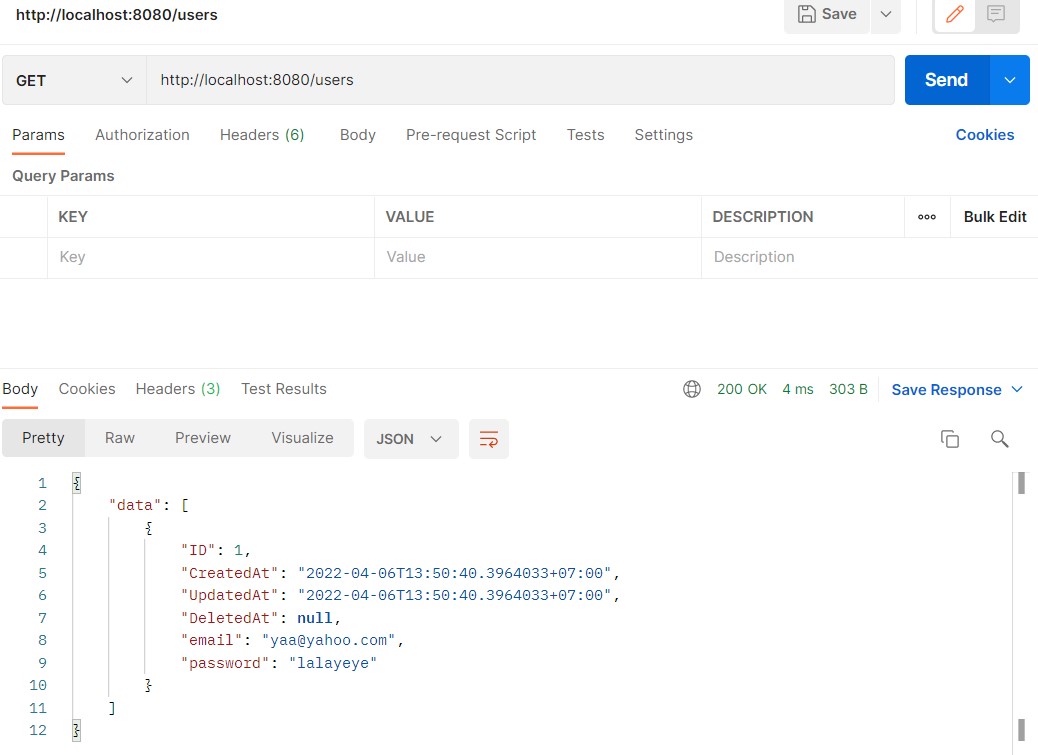 http://localhost:8080/users Save
GET http://localhost:8080/users Send
Params Authorization Headers (6) Body Pre-request Script Tests Settings Cookies
Query Params
KEY VALUE DESCRIPTION ooo Bulk Edit
Key Value Description
Body Cookies Headers (3) Test Results 200 OK 4 ms 303 B Save Response
Pretty Raw Preview Visualize JSON
1 {
2 "data": [
3 {
4 "ID": 1,
5 "CreatedAt": "2022-04-06T13:50:40.3964033+07:00",
6 "UpdatedAt": "2022-04-06T13:50:40.3964033+07:00",
7 "DeletedAt": null,
8 "email": "yaa@yahoo.com",
9 "password": "lalayeye"
10 }
11 ]
12 }